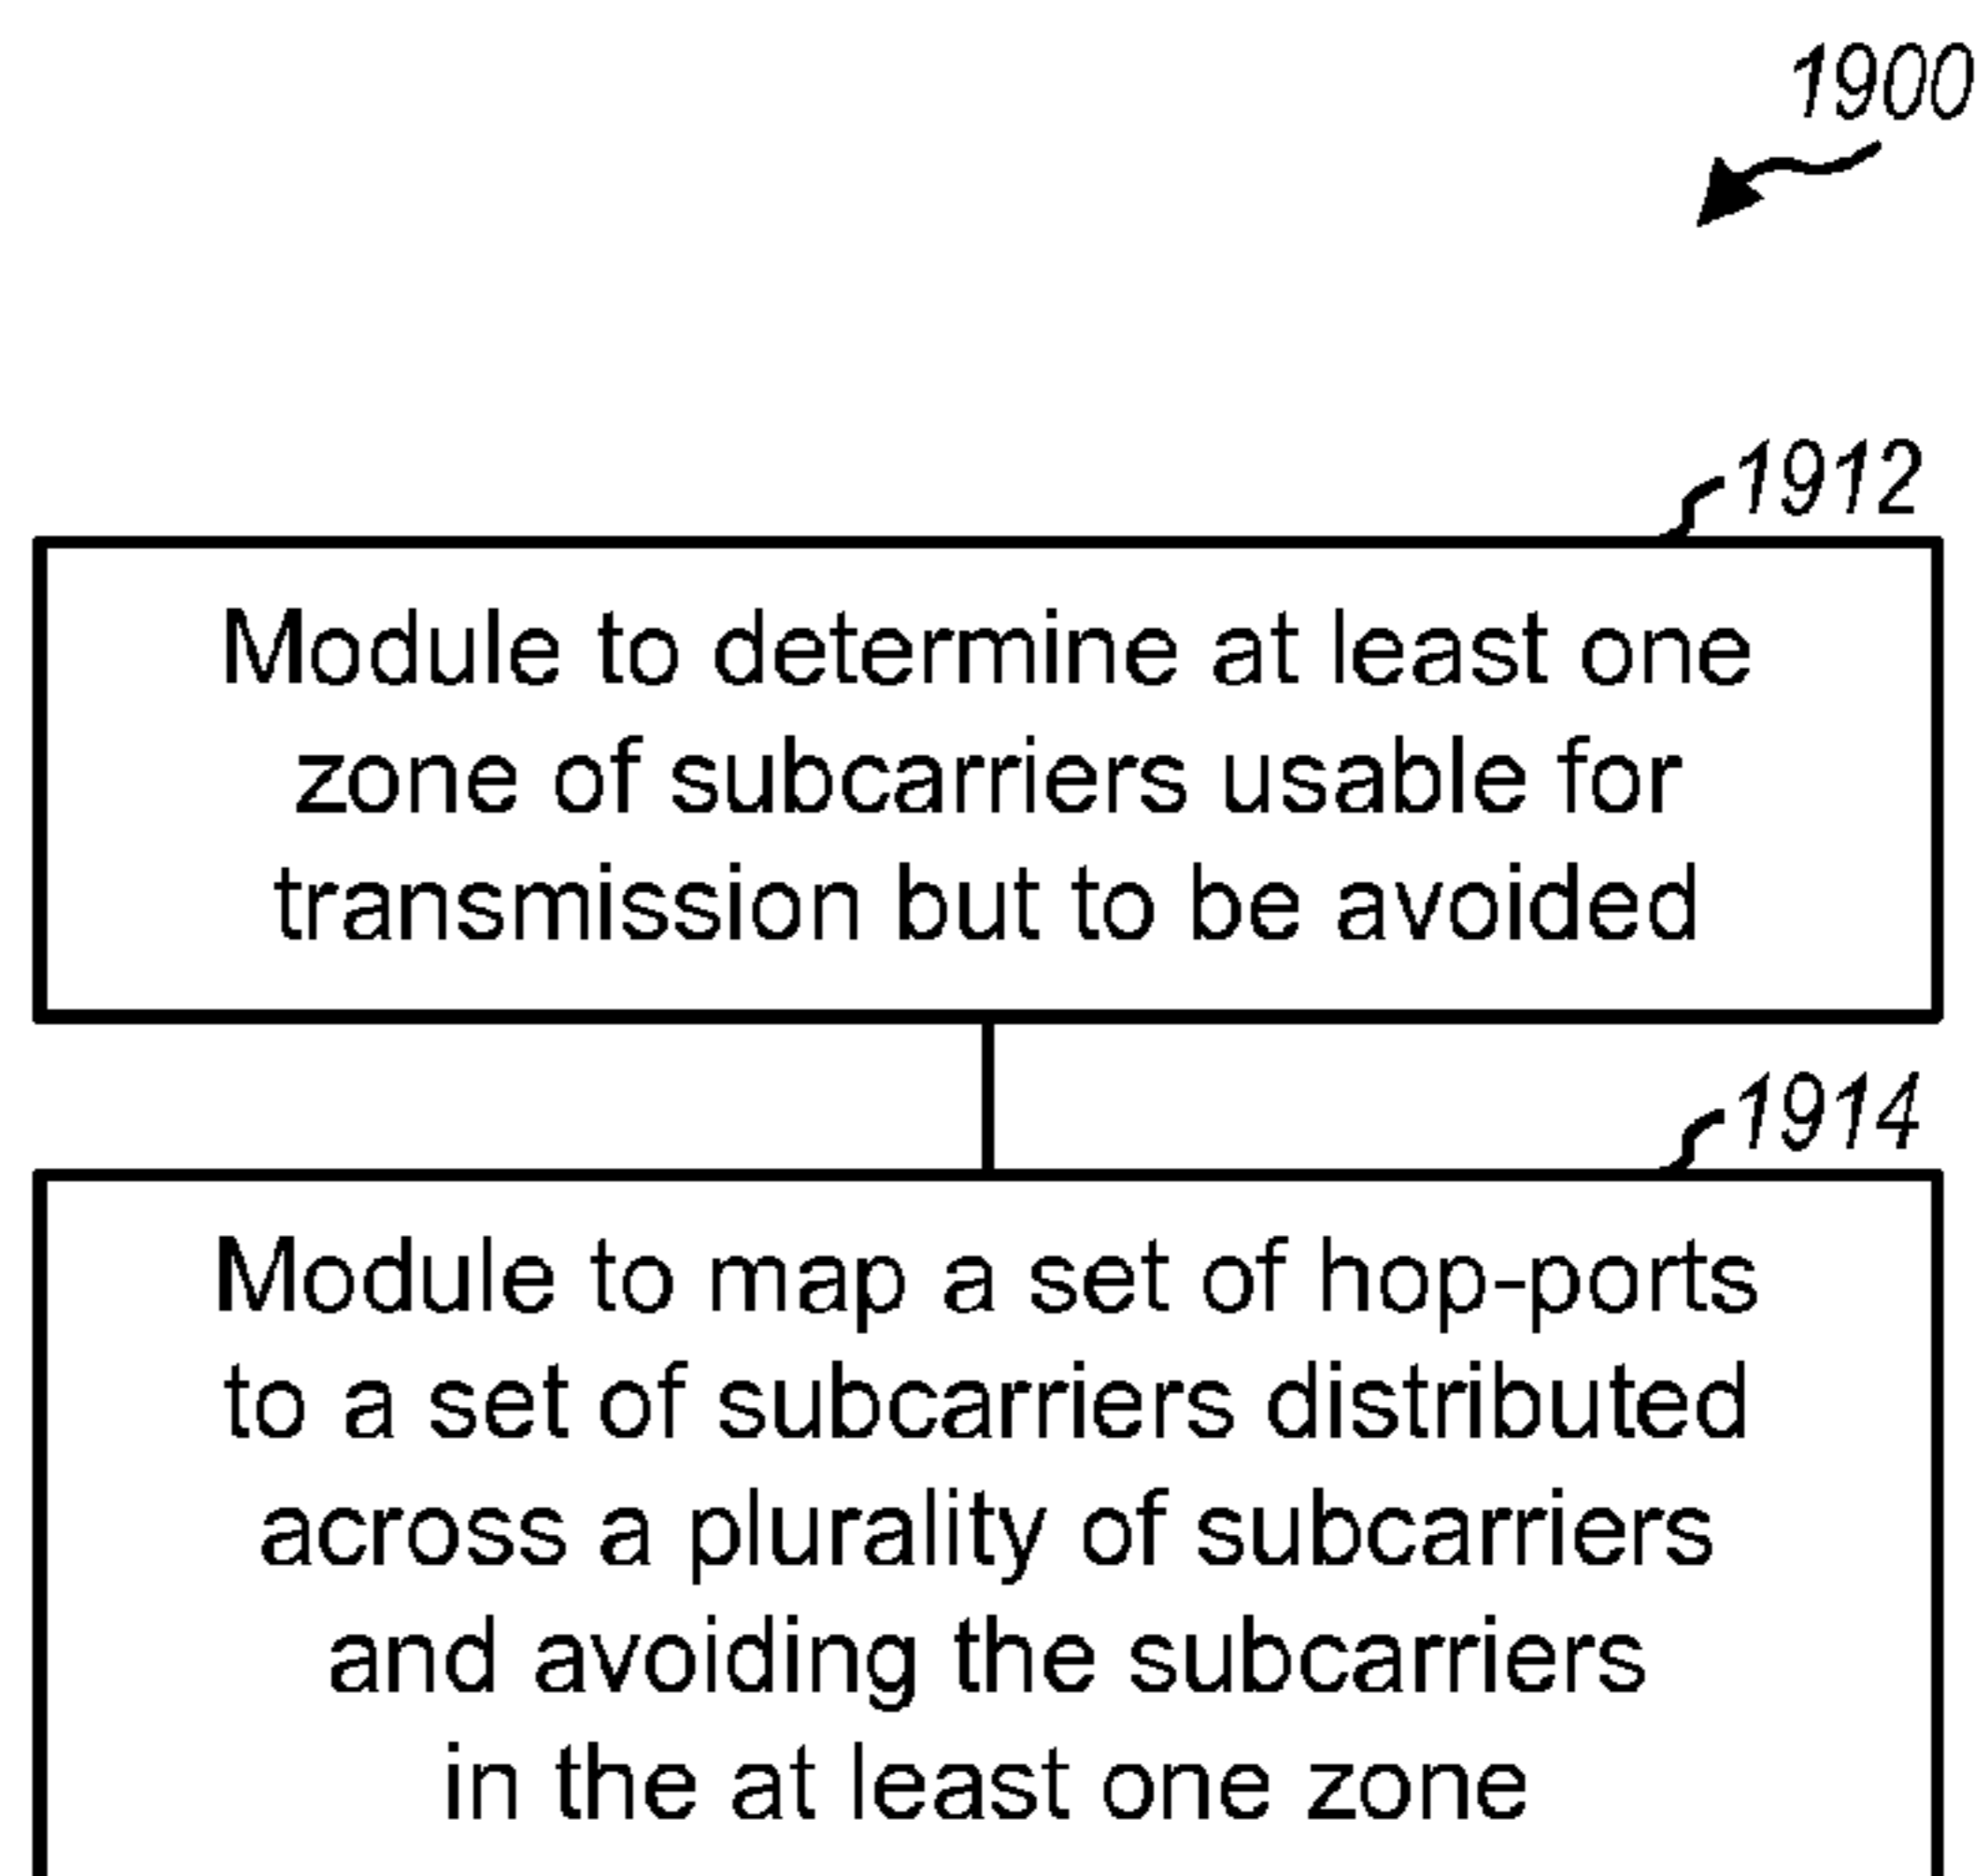 1900
1912
Module to determine at least one
zone of subcarriers usable for
transmission but to be avoided
1914
Module to map a set of hop-ports
to a set of subcarriers distributed
across a plurality of subcarriers
and avoiding the subcarriers
in the at least one zone